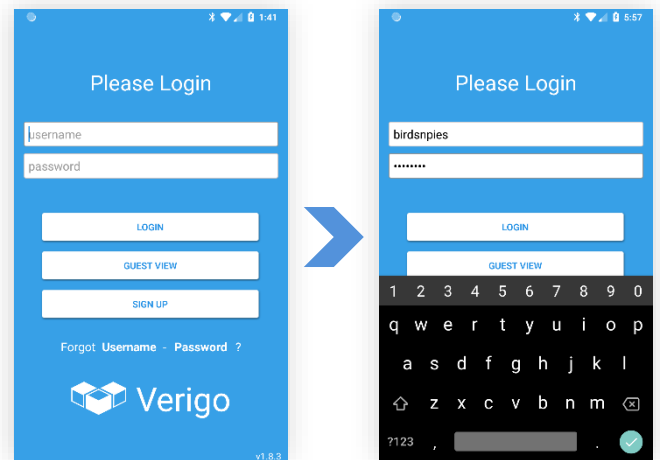 1:41
Please Login
username
password
LOGIN
GUEST VIEW
SIGN UP
Forgot Username - Password ?
Verigo
v1.8.3
5:57
Please Login
birdsnpies
••••••••
LOGIN
GUEST VIEW
1 2 3 4 5 6 7 8 9 0
q w e r t y u i o p
a s d f g h j k l
z x c v b n m
?123 , .